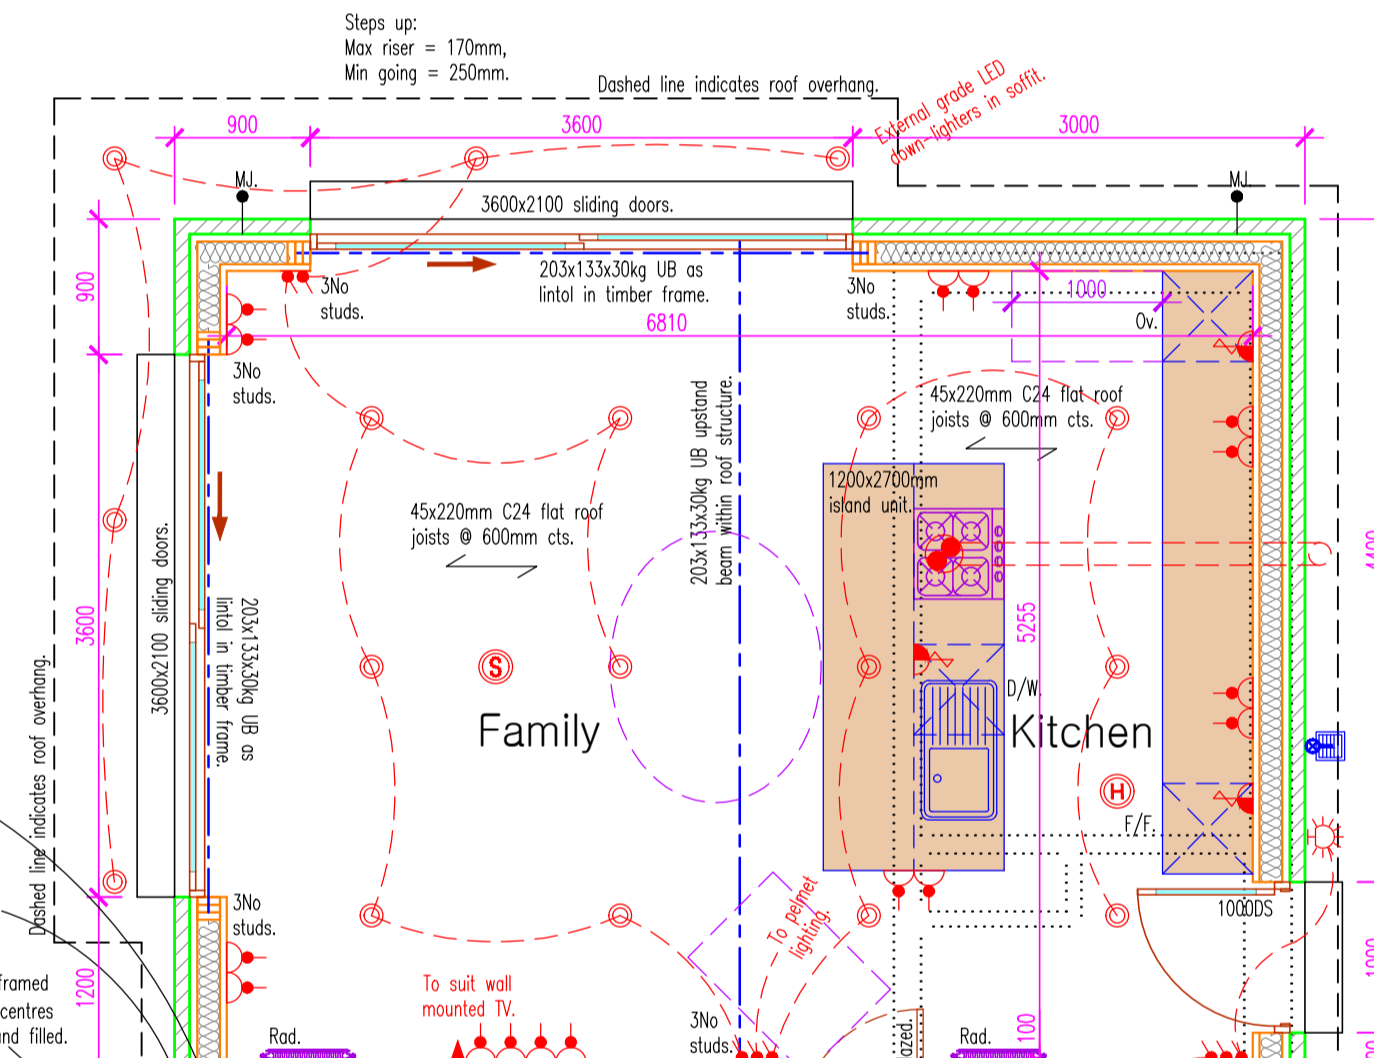 Steps up:
Max riser = 170mm,
Min going = 250mm.
Dashed line indicates roof overhang.
External grade LED
down-lighters in soffit.
900
3600
3000
MJ.
MJ.
3600x2100 sliding doors.
203x133x30kg UB as
lintol in timber frame.
3No
studs.
3No
studs.
1000
6810
Ov.
900
3No
studs.
45x220mm C24 flat roof
joists @ 600mm cts.
203x133x30kg UB upstand
beam within roof structure.
1200x2700mm
island unit.
45x220mm C24 flat roof
joists @ 600mm cts.
3600x2100 sliding doors.
3600
203x133x30kg UB as
lintol in timber frame.
5255
4400
S
Family
D/W.
Kitchen
H
F/F.
Dashed line indicates roof overhang.
3No
studs.
To pelmet
lighting.
1000DS
1000
framed
centres
nd filled.
1200
To suit wall
mounted TV.
3No
studs.
100
Rad.
Rad.
azed